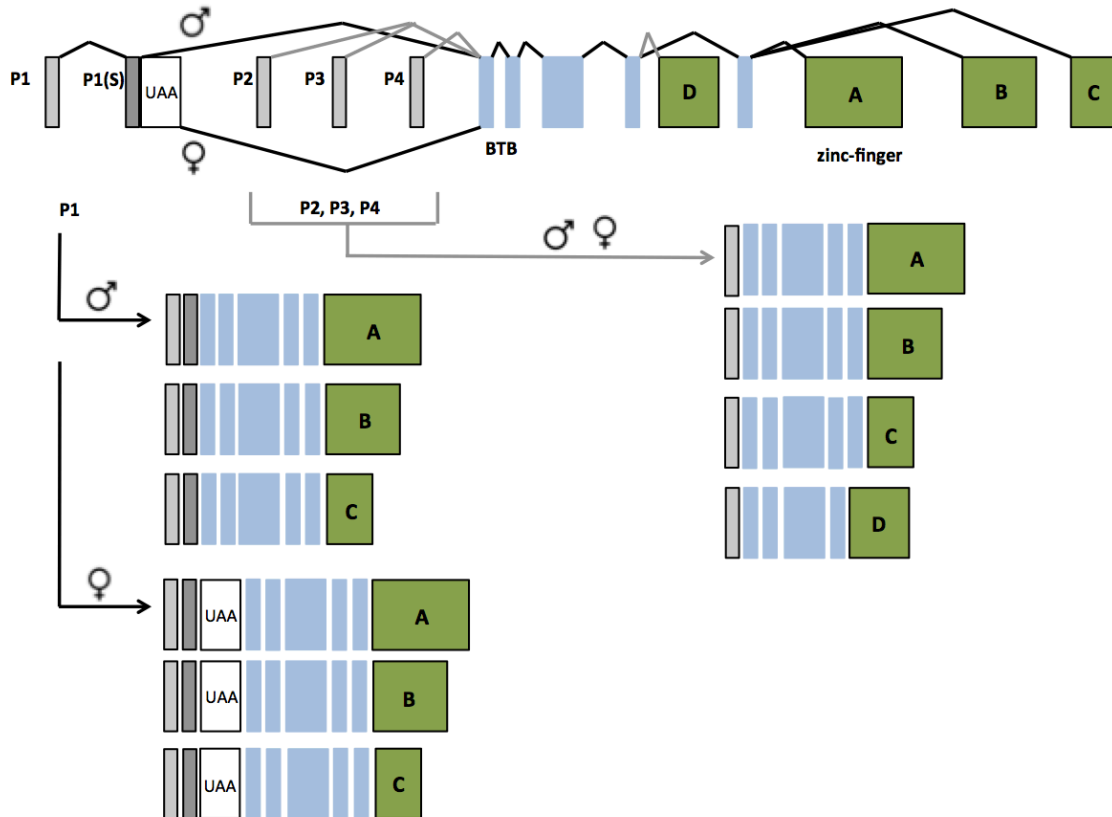 P1 P1(S) UAA P2 P3 P4 D A B C
BTB
zinc-finger
P1
P2, P3, P4
♂
♀
♂ ♀
A
B
C
D
♂
A
B
C
♀
UAA A
UAA B
UAA C